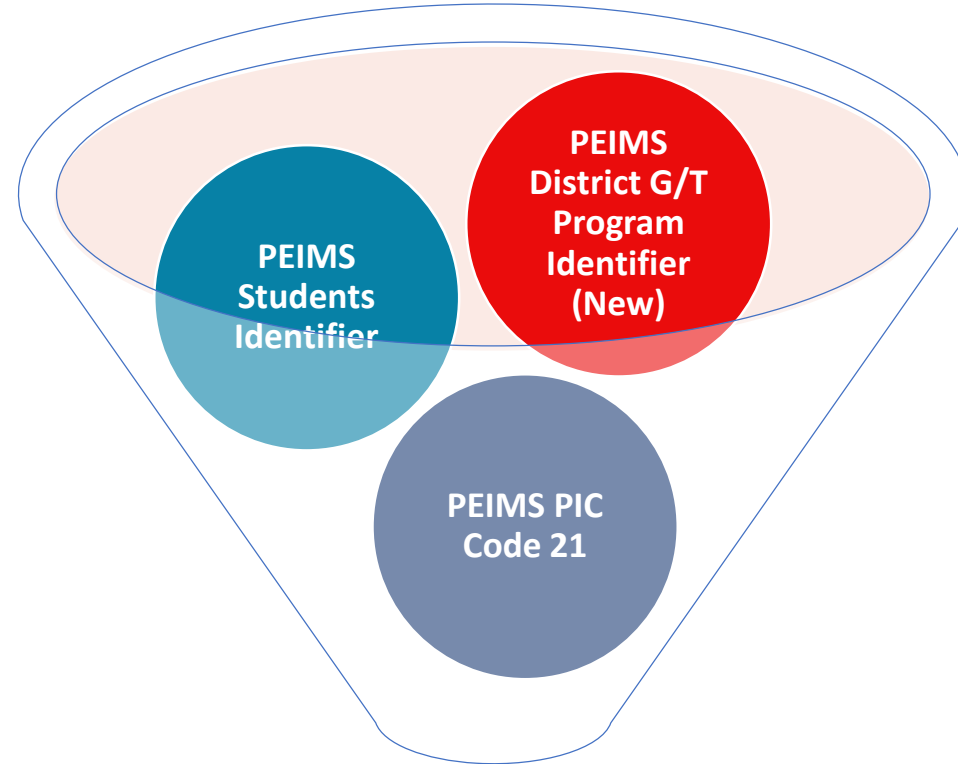 PEIMS
Students
Identifier
PEIMS
District G/T
Program
Identifier
(New)
PEIMS PIC
Code 21